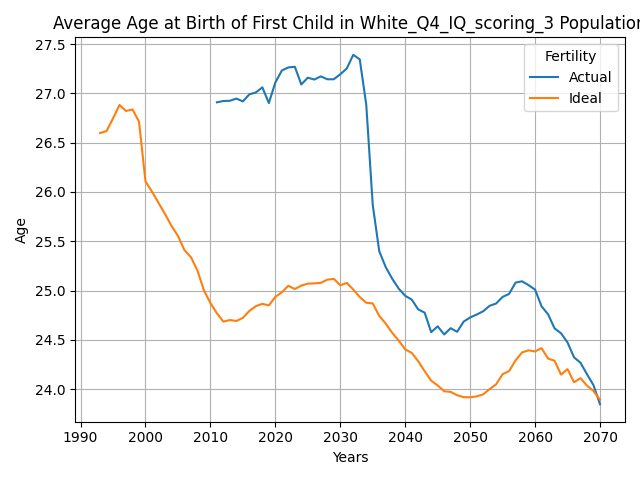 Average Age at Birth of First Child in White_Q4_IQ_scoring_3 Population
27.5
27.0
26.5
26.0
25.5
25.0
24.5
24.0
Age
Fertility
Actual
Ideal
1990 2000 2010 2020 2030 2040 2050 2060 2070
Years